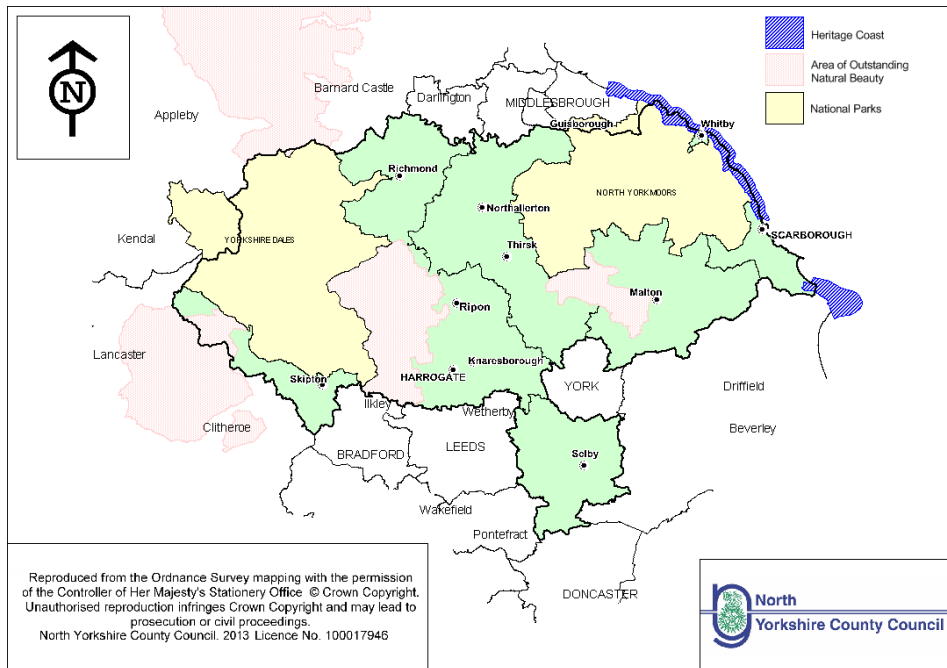 N
Heritage Coast
Area of Outstanding
Natural Beauty
National Parks
Barnard Castle
Darlington
MIDDLESBROUGH
Appleby
Guisborough
Whitby
Richmond
NORTH YORK MOORS
Northallerton
Kendal
YORKSHIRE DALES
SCARBOROUGH
Thirsk
Malton
Ripon
Lancaster
Knaresborough
HARROGATE
Skipton
YORK
Driffield
Ilkley
Wetherby
Clitheroe
Beverley
BRADFORD
LEEDS
Selby
Wakefield
Pontefract
DONCASTER
Reproduced from the Ordnance Survey mapping with the permission
of the Controller of Her Majesty's Stationery Office © Crown Copyright.
Unauthorised reproduction infringes Crown Copyright and may lead to
prosecution or civil proceedings.
North Yorkshire County Council. 2013 Licence No. 100017946
North
Yorkshire County Council